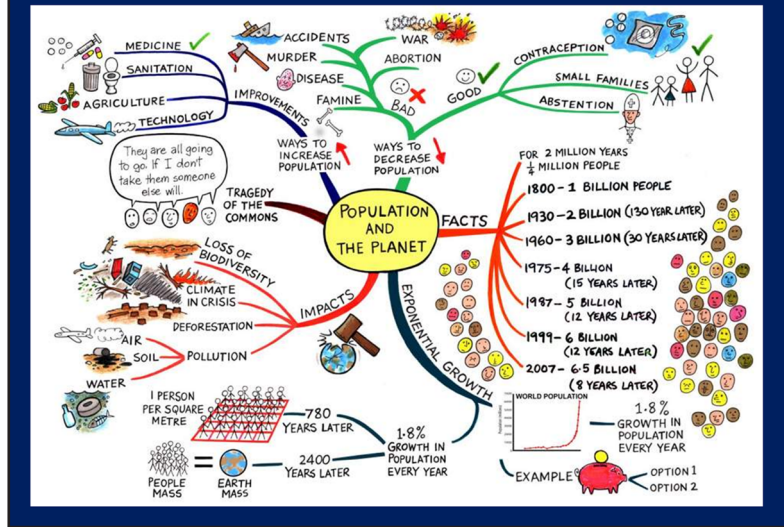 POPULATION
AND
THE PLANET
WAYS TO
INCREASE
POPULATION
IMPROVEMENTS
MEDICINE
SANITATION
AGRICULTURE
TECHNOLOGY
WAYS TO
DECREASE
POPULATION
BAD
ACCIDENTS
MURDER
DISEASE
FAMINE
WAR
ABORTION
GOOD
CONTRACEPTION
SMALL FAMILIES
ABSTENTION
TRAGEDY
OF THE
COMMONS
They are all going
to go. If I don't
take them someone
else will.
FACTS
FOR 2 MILLION YEARS
1/4 MILLION PEOPLE
1800-1 BILLION PEOPLE
1930-2 BILLION (130 YEAR LATER)
1960-3 BILLION (30 YEARS LATER)
1975-4 BILLION
(15 YEARS LATER)
1987-5 BILLION
(12 YEARS LATER)
1999-6 BILLION
(12 YEARS LATER)
2007-6.5 BILLION
(8 YEARS LATER)
IMPACTS
LOSS OF
BIODIVERSITY
CLIMATE
IN CRISIS
DEFORESTATION
POLLUTION
AIR
SOIL
WATER
EXPONENTIAL GROWTH
1.8%
GROWTH IN
POPULATION
EVERY YEAR
780
YEARS LATER
1 PERSON
PER SQUARE
METRE
2400
YEARS LATER
PEOPLE
MASS
=
EARTH
MASS
WORLD POPULATION
1.8%
GROWTH IN
POPULATION
EVERY YEAR
EXAMPLE
OPTION 1
OPTION 2